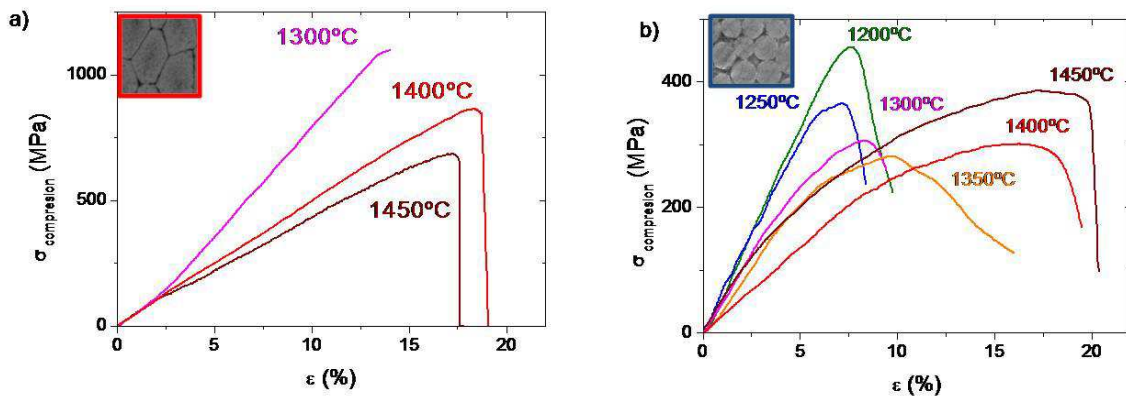 a)
1300ºC
1400ºC
1450ºC
1000
500
0
σ compresion (MPa)
0 5 10 15 20
ε (%)
b)
1200ºC
1250ºC
1300ºC
1450ºC
1400ºC
1350ºC
400
200
0
σ compresion (MPa)
0 5 10 15 20
ε (%)